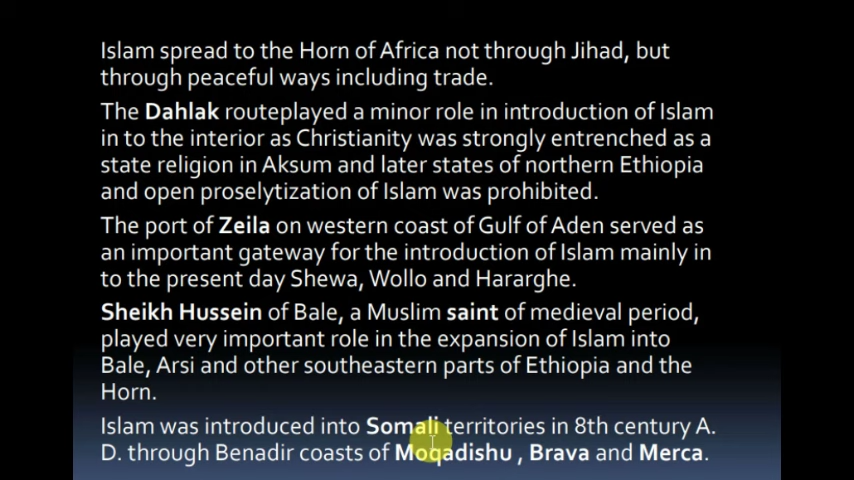 Islam spread to the Horn of Africa not through Jihad, but
through peaceful ways including trade.
The Dahlak routeplayed a minor role in introduction of Islam
in to the interior as Christianity was strongly entrenched as a
state religion in Aksum and later states of northern Ethiopia
and open proselytization of Islam was prohibited.
The port of Zeila on western coast of Gulf of Aden served as
an important gateway for the introduction of Islam mainly in
to the present day Shewa, Wollo and Hararghe.
Sheikh Hussein of Bale, a Muslim saint of medieval period,
played very important role in the expansion of Islam into
Bale, Arsi and other southeastern parts of Ethiopia and the
Horn.
Islam was introduced into Somali territories in 8th century A.
D. through Benadir coasts of Moqadishu , Brava and Merca.